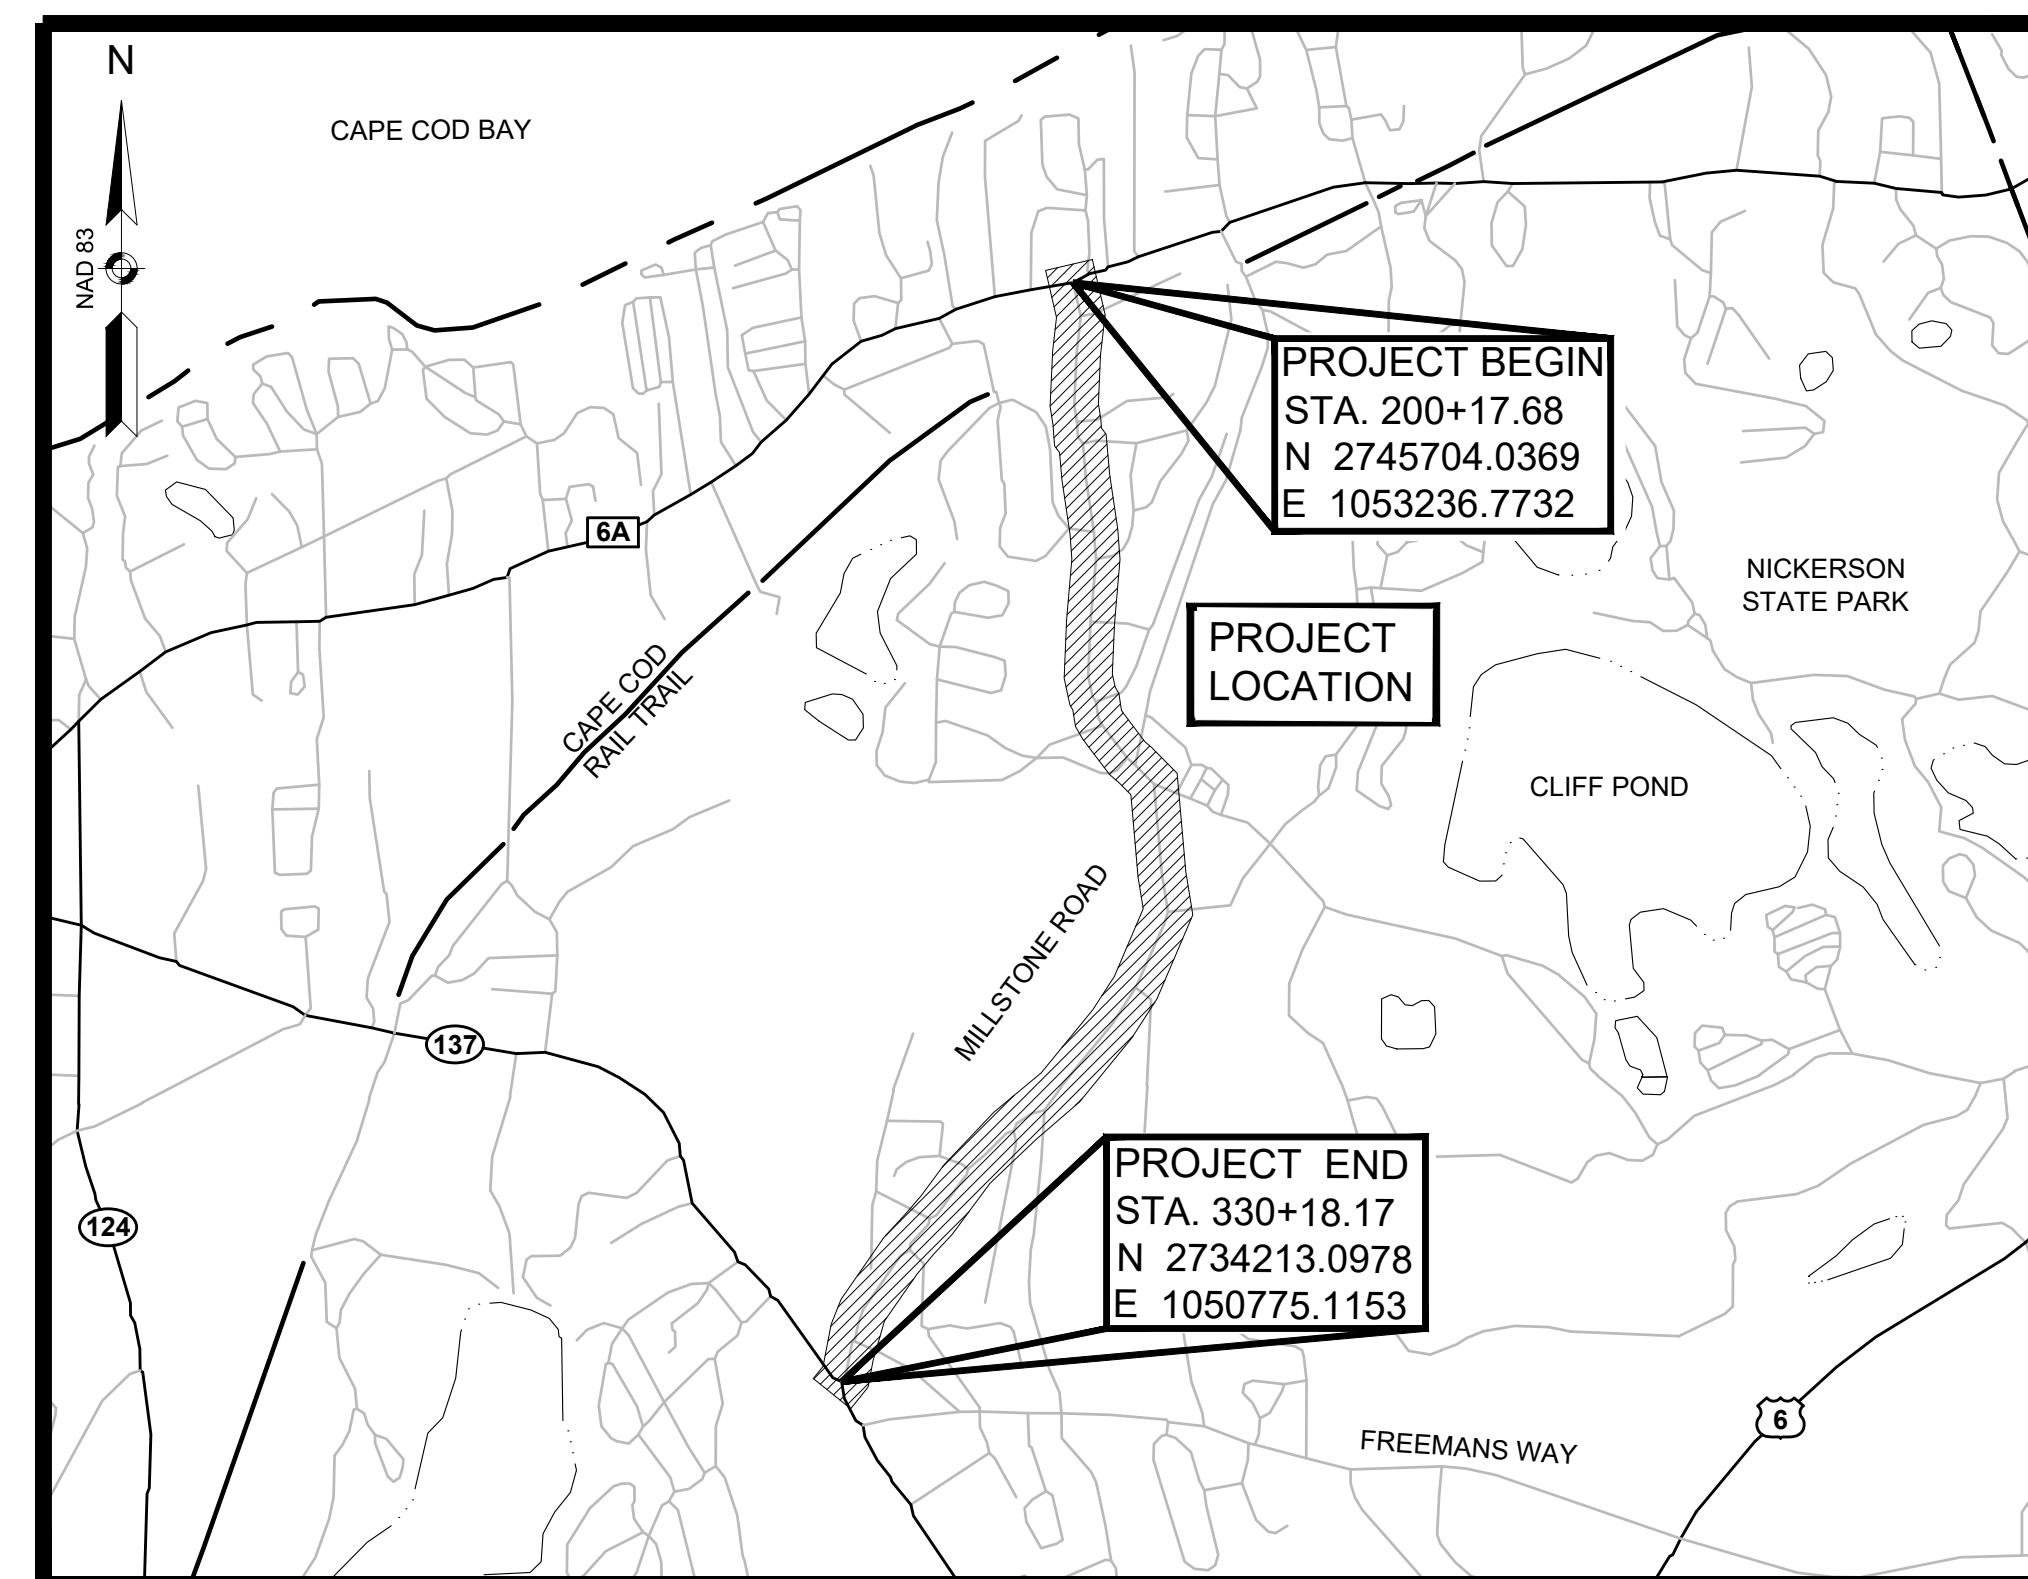 N
CAPE COD BAY
NAD 83
PROJECT BEGIN
STA. 200+17.68
N 2745704.0369
E 1053236.7732
6A
NICKERSON
STATE PARK
PROJECT
LOCATION
CAPE COD
RAIL TRAIL
CLIFF POND
MILLSTONE ROAD
137
PROJECT END
STA. 330+18.17
N 2734213.0978
E 1050775.1153
124
6
FREEMANS WAY